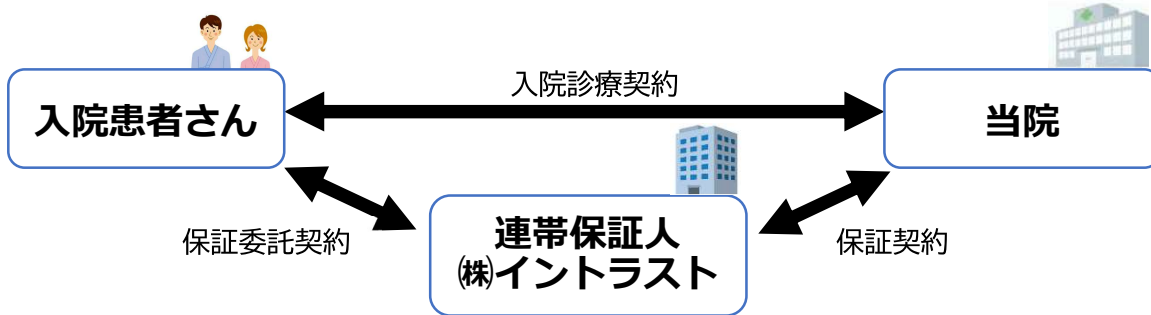 入院診療契約
入院患者さん
当院
保証委託契約
連帯保証人
㈱イントラスト
保証契約